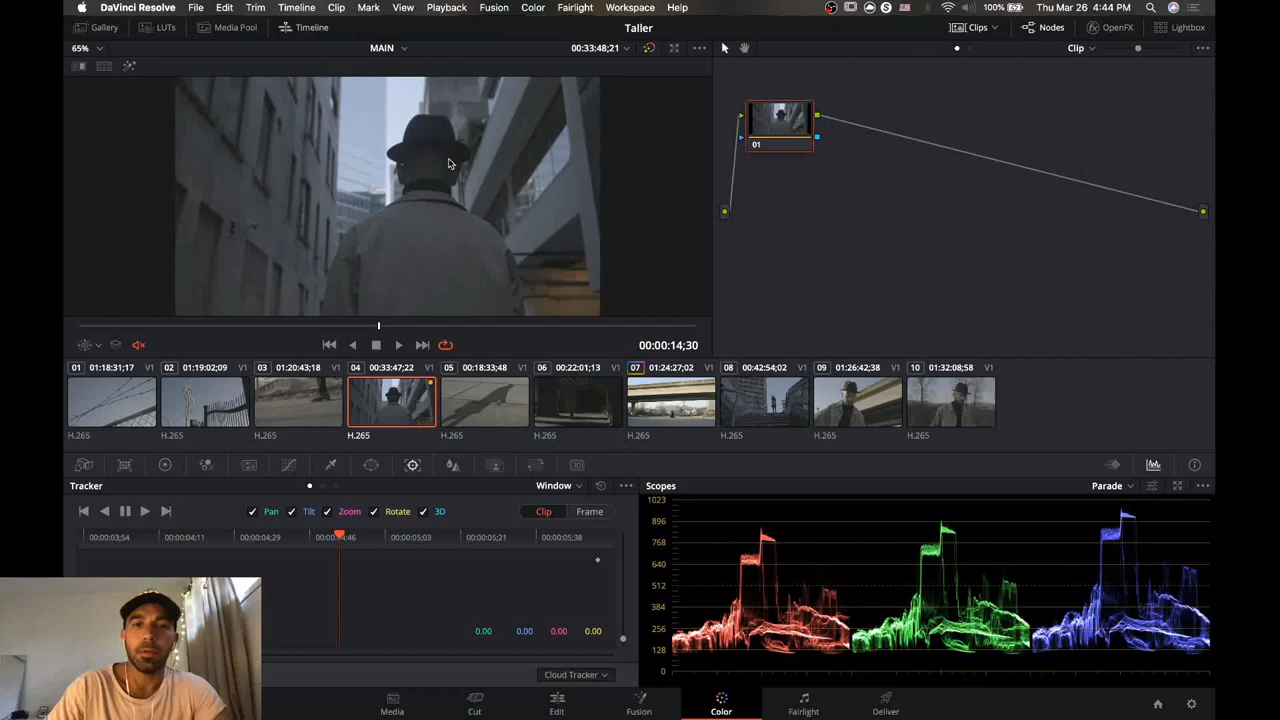 DaVinci Resolve File Edit Trim Timeline Clip Mark View Playback Fusion Color Fairlight Workspace Help 100% Thu Mar 26 4:44 PM
Gallery LUTs Media Pool Timeline Taller Clips Nodes OpenFX Lightbox
65% MAIN 00:33:48;21 Clip
01
00:00:14;30
01 01:18:31;17 V1 02 01:19:02;09 V1 03 01:20:43;18 V1 04 00:33:47;22 V1 05 00:18:33;48 V1 06 00:22:01;13 V1 07 01:24:27;02 V1 08 00:42:54;02 V1 09 01:26:42;38 V1 10 01:32:08;58 V1
H.265 H.265 H.265 H.265 H.265 H.265 H.265 H.265 H.265 H.265
Tracker Window Scopes Parade
Pan Tilt Zoom Rotate 3D Clip Frame
00:00:03;54 00:00:04;11 00:00:04;29 00:00:05;03 00:00:05;21 00:00:05;38
1023
896
768
640
512
384
256
128
0
0.00 0.00 0.00 0.00
Cloud Tracker
Media Cut Edit Fusion Color Fairlight Deliver